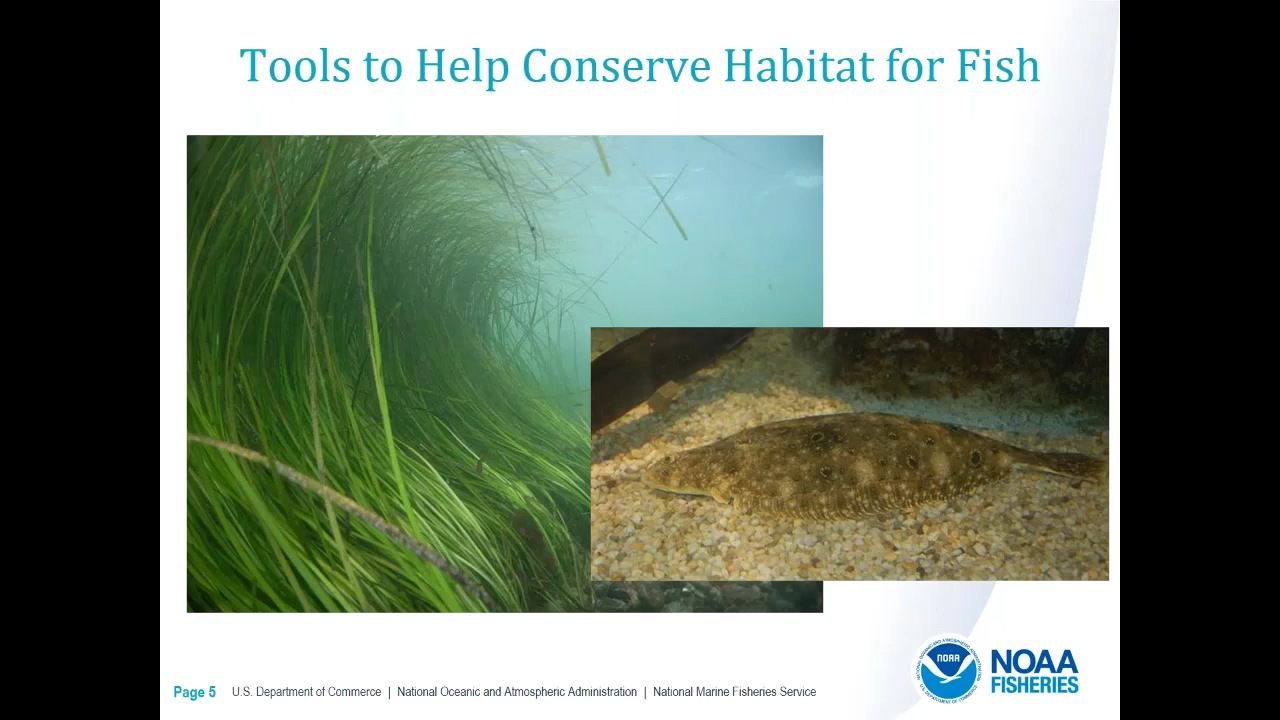 Tools to Help Conserve Habitat for Fish
NOAA
NOAA
FISHERIES
Page 5 U.S. Department of Commerce | National Oceanic and Atmospheric Administration | National Marine Fisheries Service